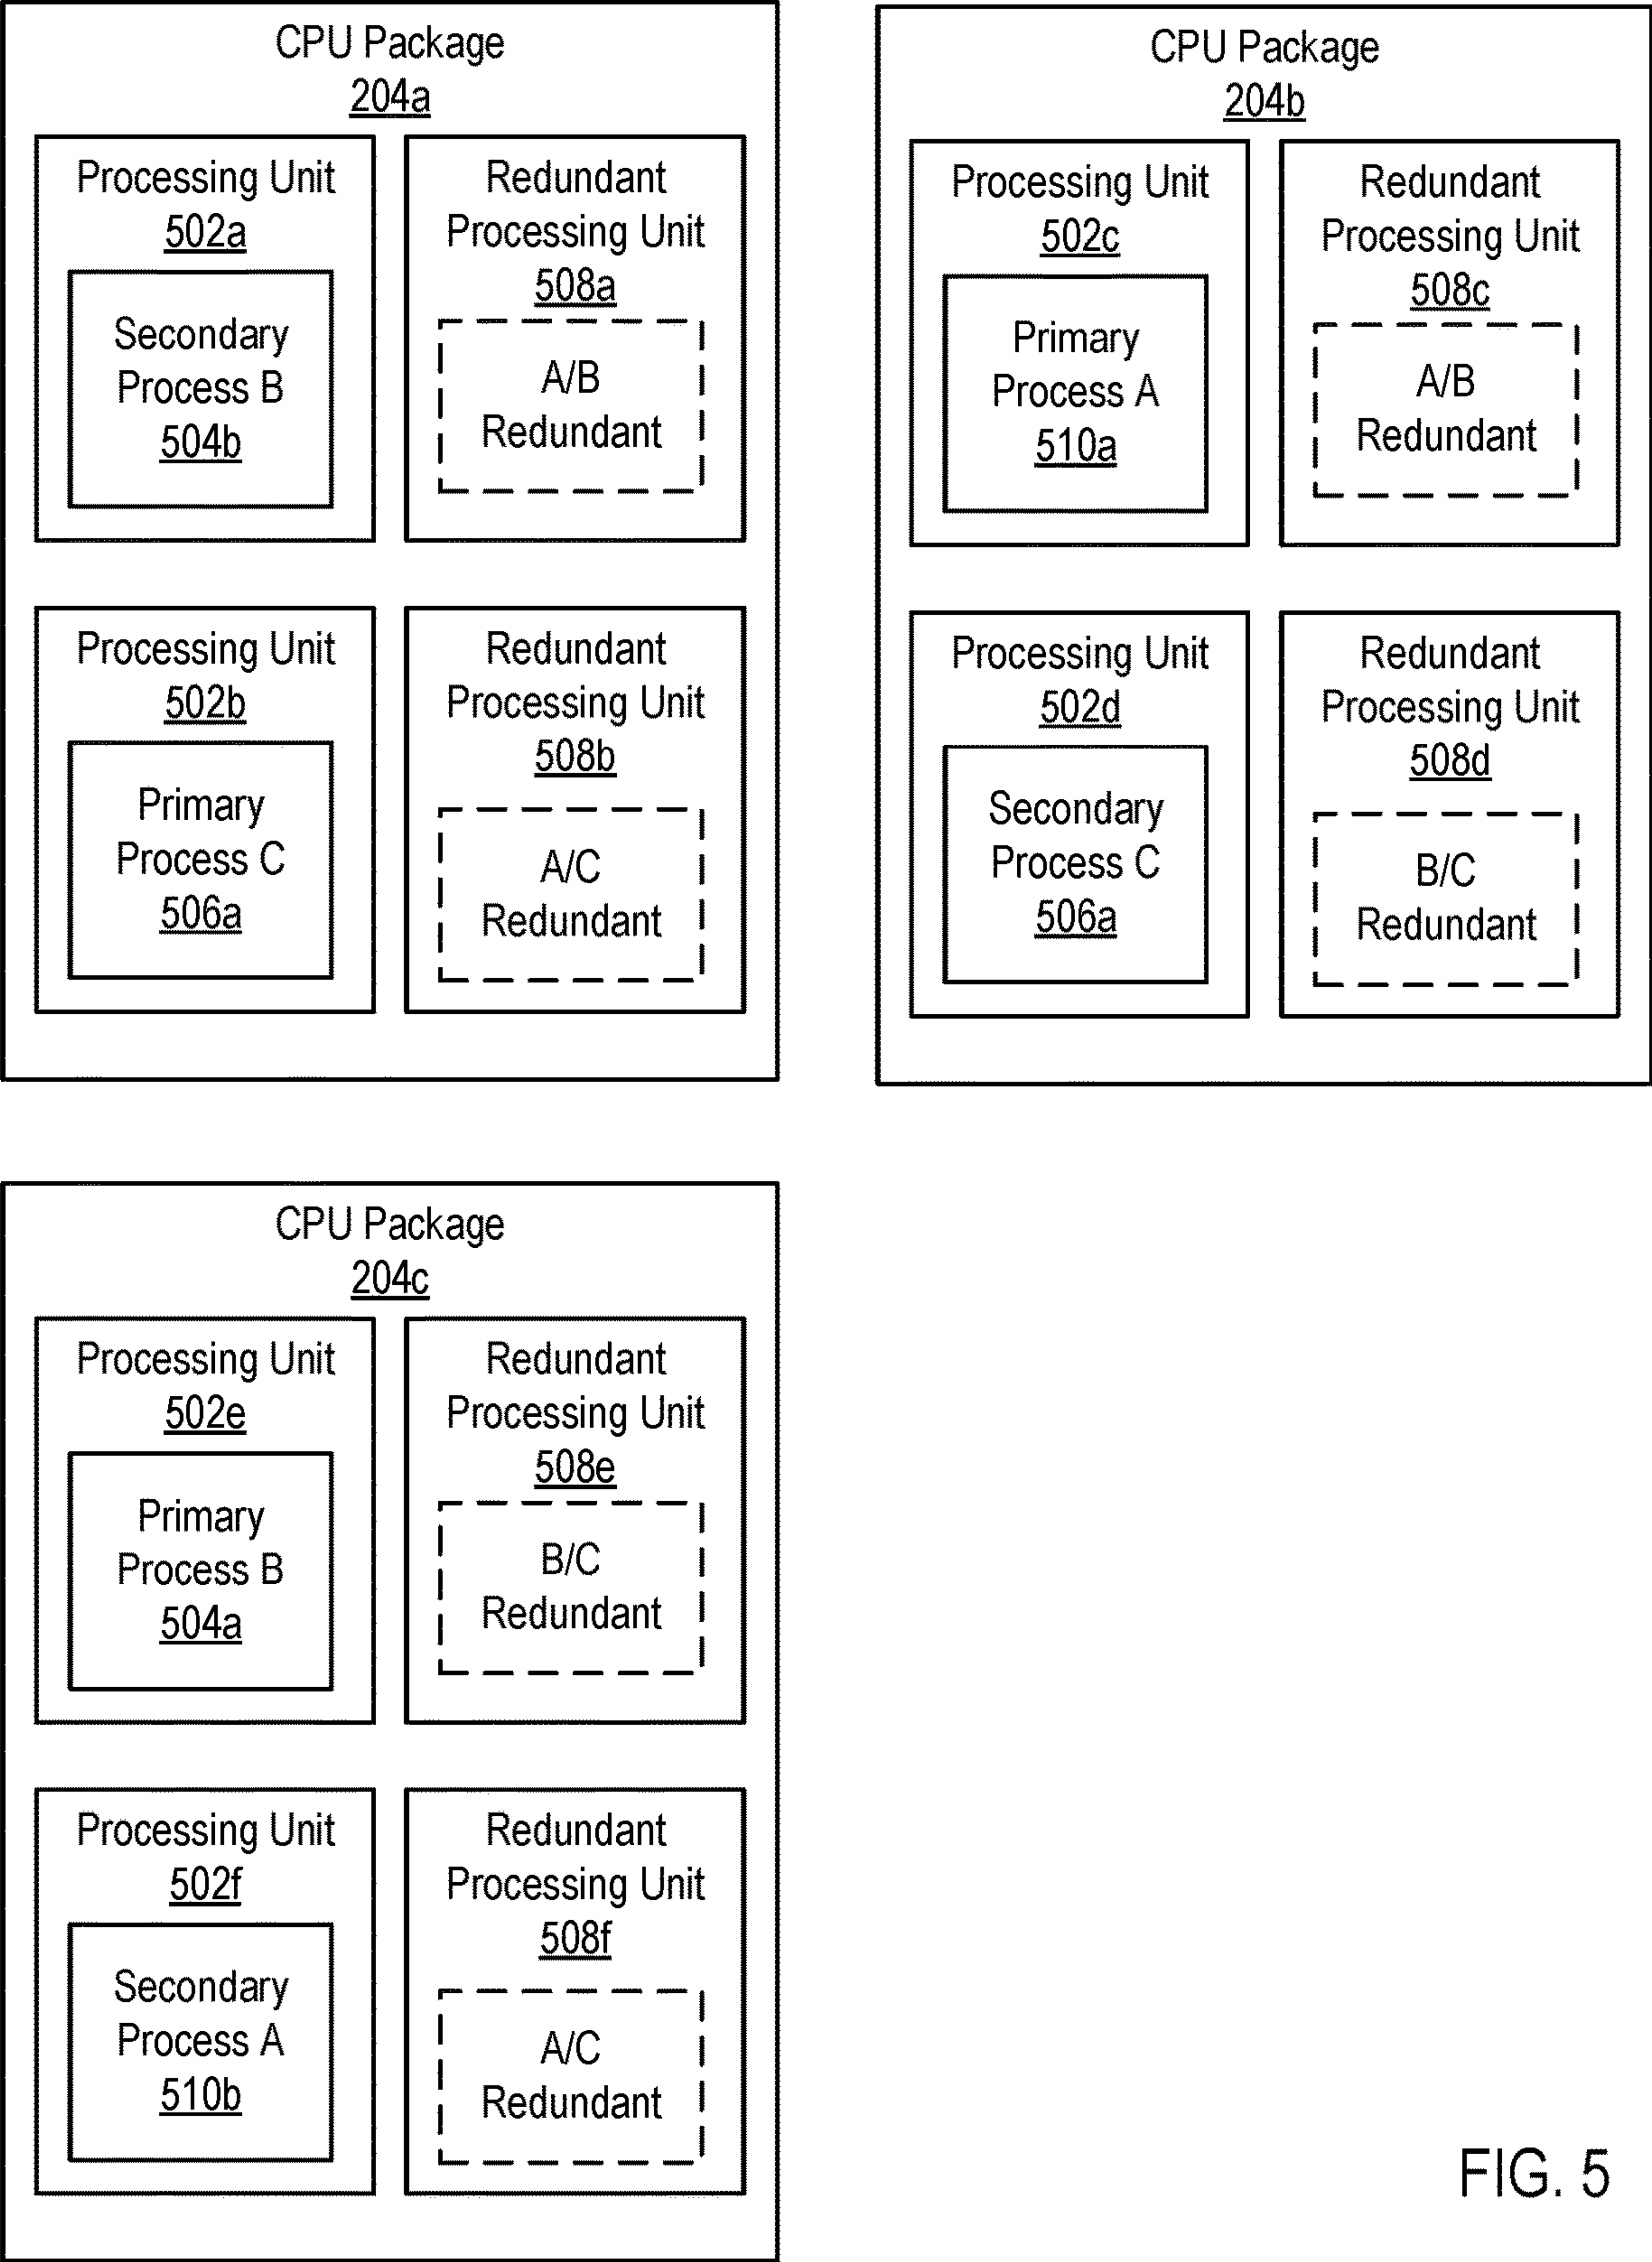 CPU Package
204a
Processing Unit
502a
Secondary
Process B
504b
Redundant
Processing Unit
508a
A/B
Redundant
Processing Unit
502b
Primary
Process C
506a
Redundant
Processing Unit
508b
A/C
Redundant
CPU Package
204b
Processing Unit
502c
Primary
Process A
510a
Redundant
Processing Unit
508c
A/B
Redundant
Processing Unit
502d
Secondary
Process C
506a
Redundant
Processing Unit
508d
B/C
Redundant
CPU Package
204c
Processing Unit
502e
Primary
Process B
504a
Redundant
Processing Unit
508e
B/C
Redundant
Processing Unit
502f
Secondary
Process A
510b
Redundant
Processing Unit
508f
A/C
Redundant
FIG. 5